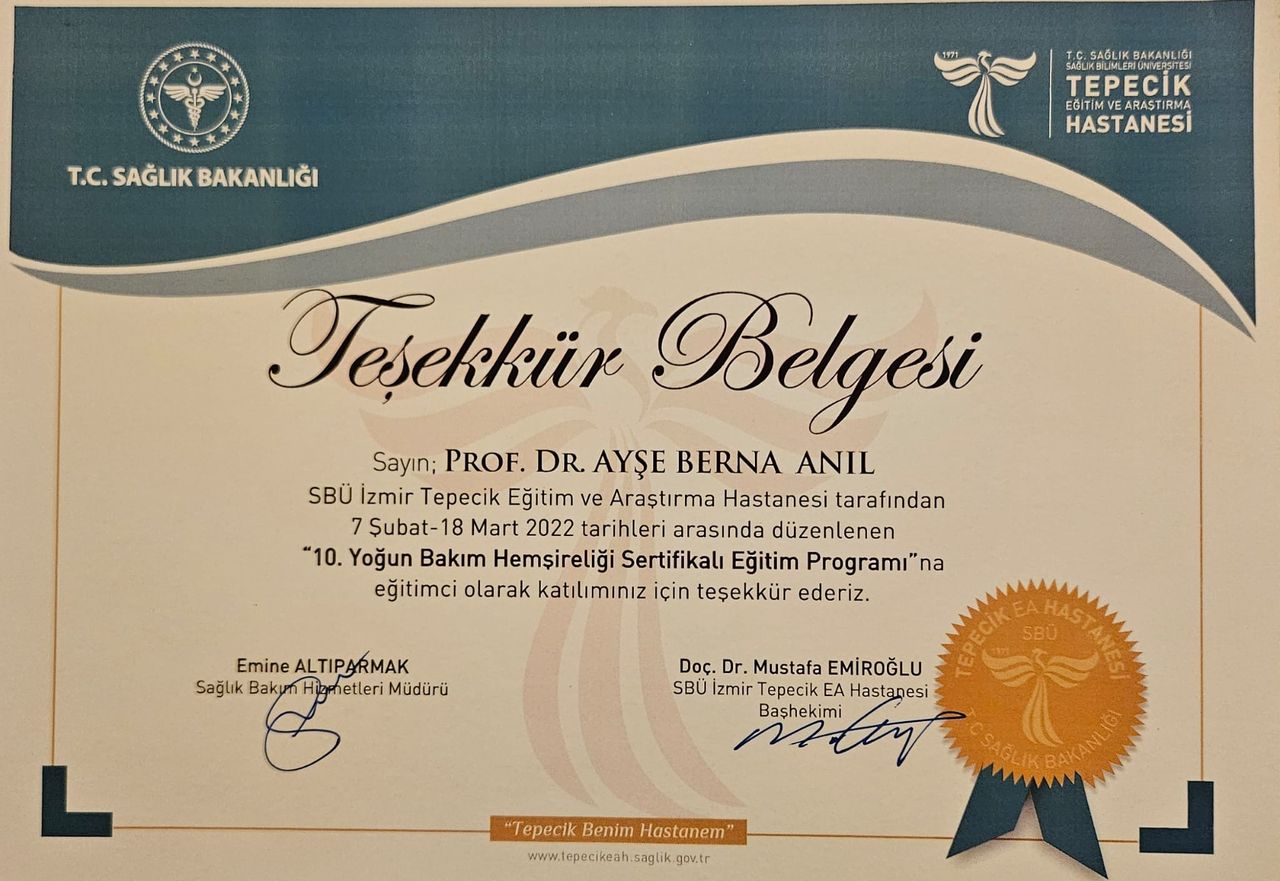 T.C. SAĞLIK BAKANLIĞI
1971
T.C. SAĞLIK BAKANLIĞI
SAĞLIK BİLİMLERİ ÜNİVERSİTESİ
TEPECİK
EĞİTİM VE ARAŞTIRMA
HASTANESİ
Teşekkür Belgesi
Sayın; PROF. DR. AYŞE BERNA ANIL
SBÜ İzmir Tepecik Eğitim ve Araştırma Hastanesi tarafından
7 Şubat-18 Mart 2022 tarihleri arasında düzenlenen
“10. Yoğun Bakım Hemşireliği Sertifikalı Eğitim Programı”na
eğitimci olarak katılımınız için teşekkür ederiz.
Emine ALTIPARMAK
Sağlık Bakım Hizmetleri Müdürü
Doç. Dr. Mustafa EMİROĞLU
SBÜ İzmir Tepecik EA Hastanesi
Başhekimi
TEPECİK EA HASTANESİ
SBÜ
1971
T.C SAĞLIK BAKANLIĞI
“Tepecik Benim Hastanem”
www.tepecikeah.saglik.gov.tr